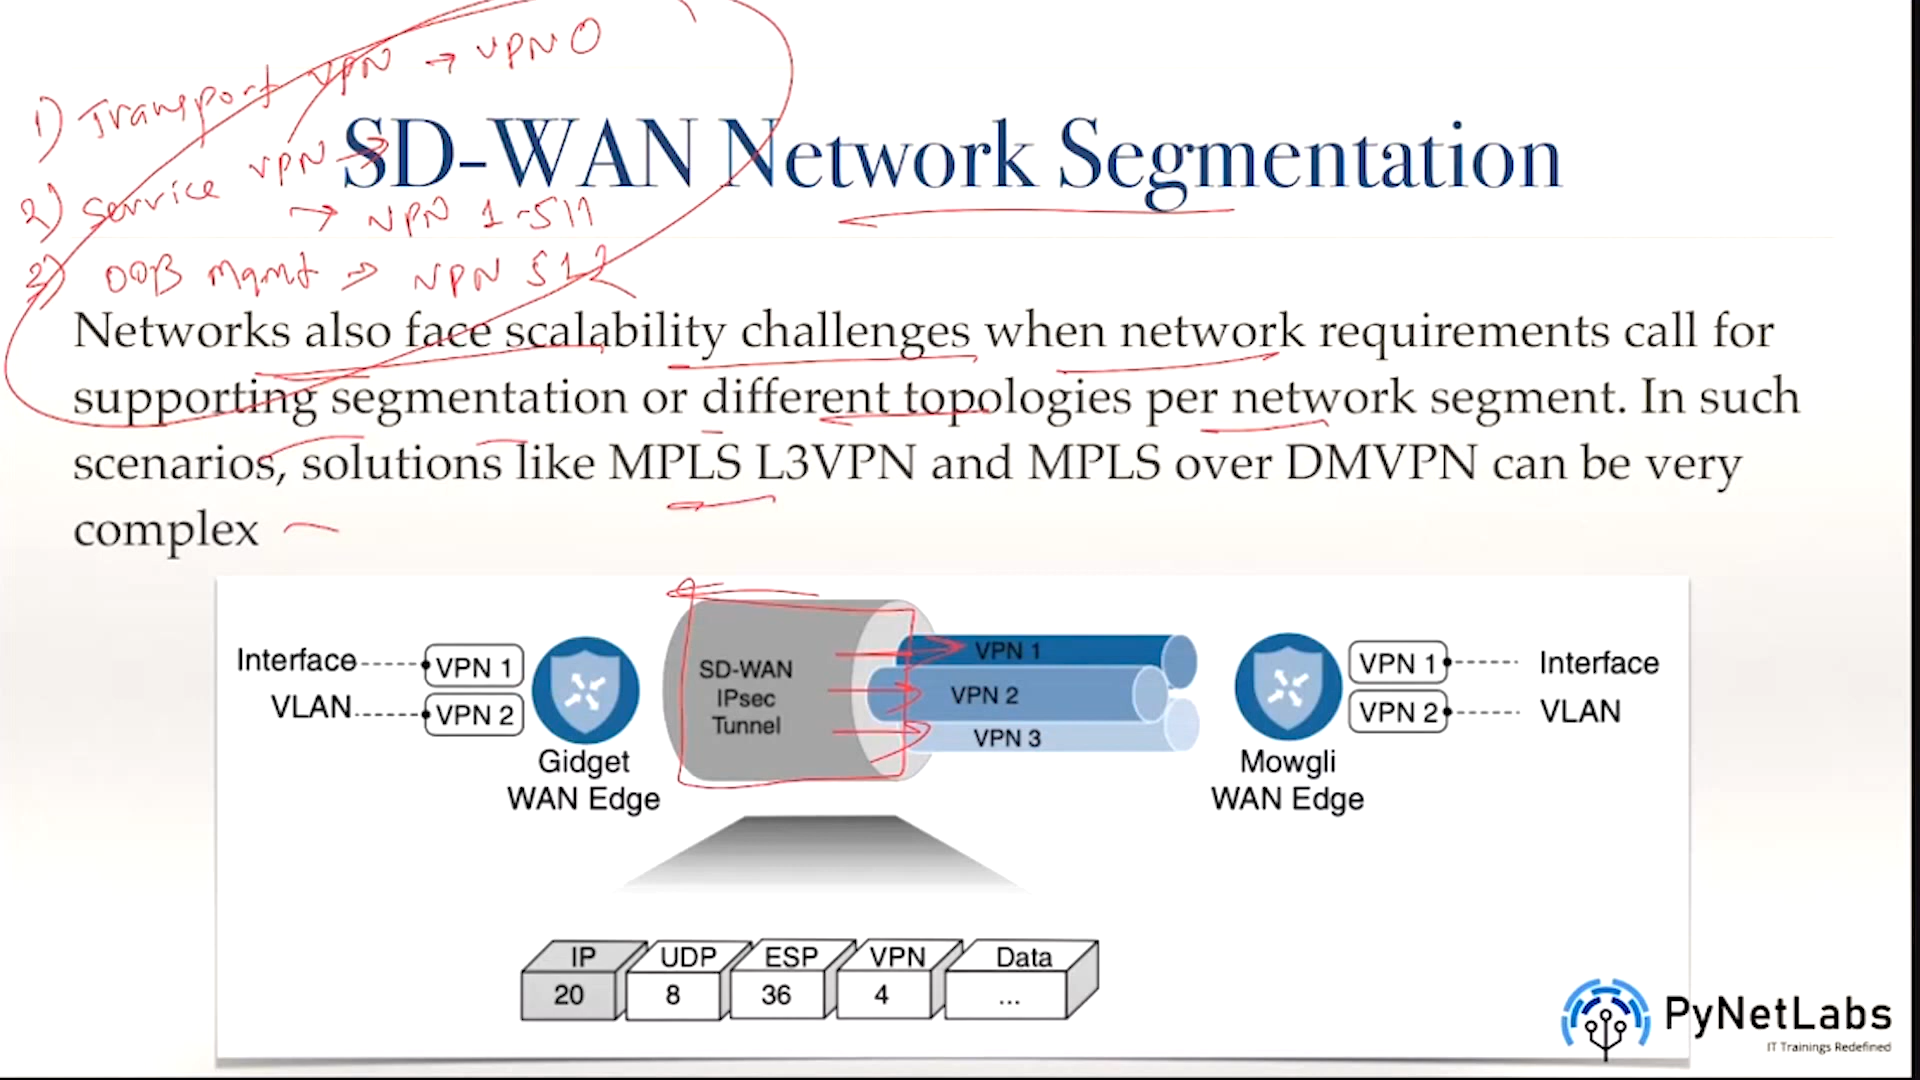 1) Transport VPN → VPN 0
2) Service VPN →
→ VPN 1-511
3) OOB Mgmt → VPN 512
SD-WAN Network Segmentation
Networks also face scalability challenges when network requirements call for
supporting segmentation or different topologies per network segment. In such
scenarios, solutions like MPLS L3VPN and MPLS over DMVPN can be very
complex
Interface
VLAN
VPN 1
VPN 2
Gidget
WAN Edge
SD-WAN
IPsec
Tunnel
VPN 1
VPN 2
VPN 3
Mowgli
WAN Edge
VPN 1
VPN 2
Interface
VLAN
IP UDP ESP VPN Data
20 8 36 4 ...
PyNetLabs
IT Trainings Redefined